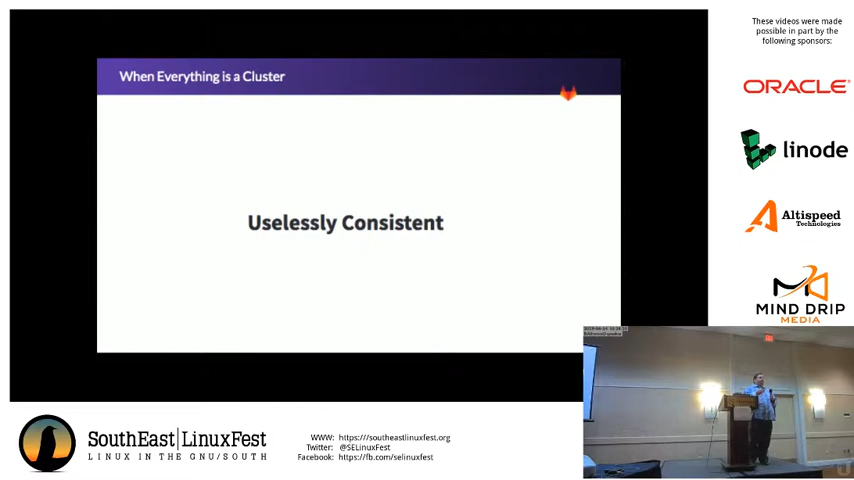 When Everything is a Cluster
Uselessly Consistent
These videos were made
possible in part by the
following sponsors:
ORACLE
linode
Altispeed
Technologies
MIND DRIP
MEDIA
SouthEast|LinuxFest
LINUX IN THE GNU/SOUTH
WWW: https:///southeastlinuxfest.org
Twitter: @SELinuxFest
Facebook: https://fb.com/selinuxfest